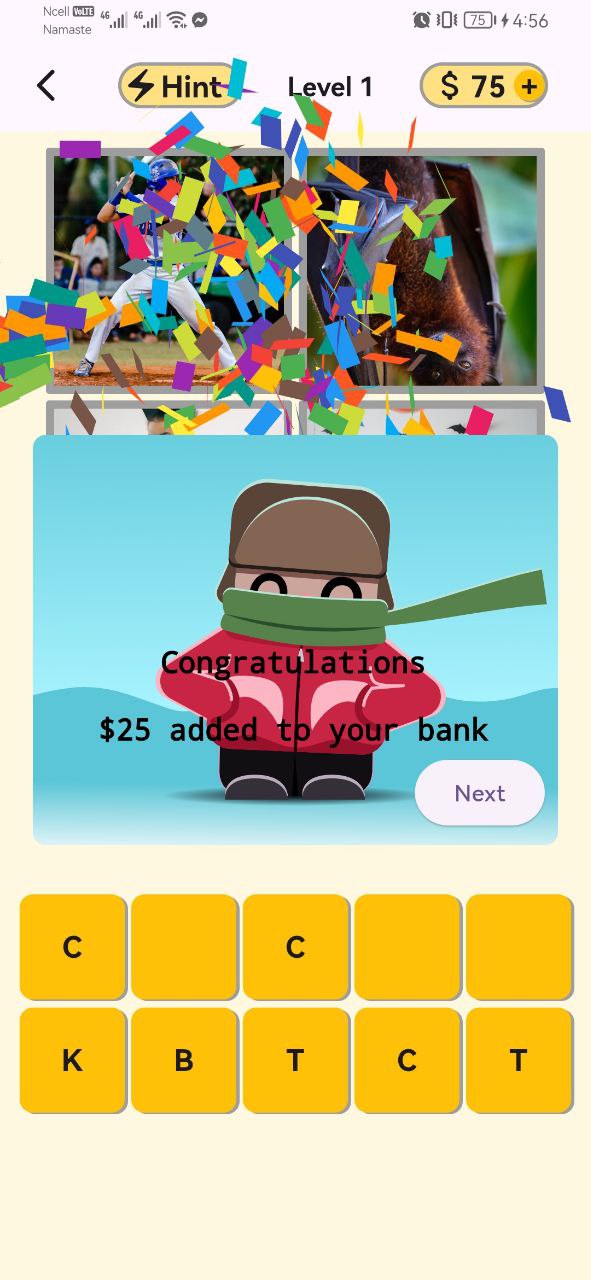 Ncell VoLTE 4G 4G 75 4:56
Namaste
Hint Level 1 $ 75 +
Congratulations
$25 added to your bank
Next
C C
K B T C T